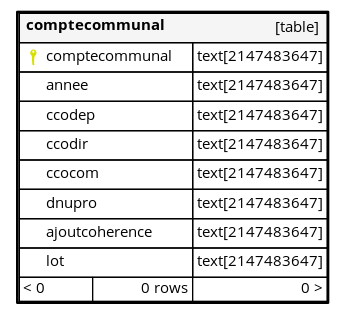 comptecommunal [table]
comptecommunal text[2147483647]
annee text[2147483647]
ccodep text[2147483647]
ccodir text[2147483647]
ccocom text[2147483647]
dnupro text[2147483647]
ajoutcoherence text[2147483647]
lot text[2147483647]
< 0 0 rows 0 >